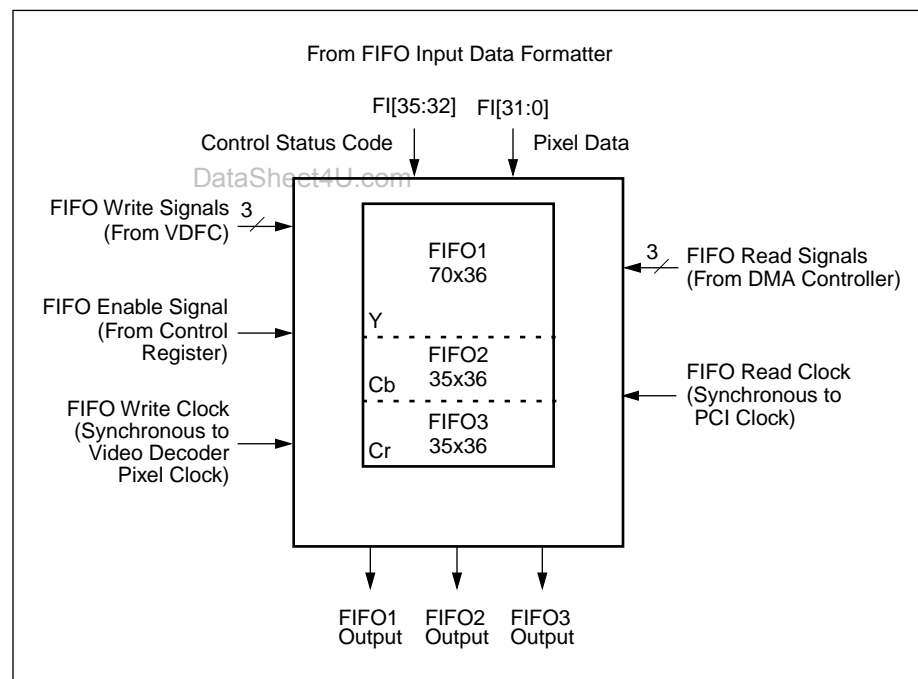 From FIFO Input Data Formatter
FI[35:32] FI[31:0]
Control Status Code
Pixel Data
DataSheet4U.com
FIFO Write Signals
(From VDFC)
3
FIFO Enable Signal
(From Control
Register)
FIFO Write Clock
(Synchronous to
Video Decoder
Pixel Clock)
FIFO1
70x36
Y
FIFO2
35x36
Cb
FIFO3
35x36
Cr
3
FIFO Read Signals
(From DMA Controller)
FIFO Read Clock
(Synchronous to
PCI Clock)
FIFO1
Output
FIFO2
Output
FIFO3
Output